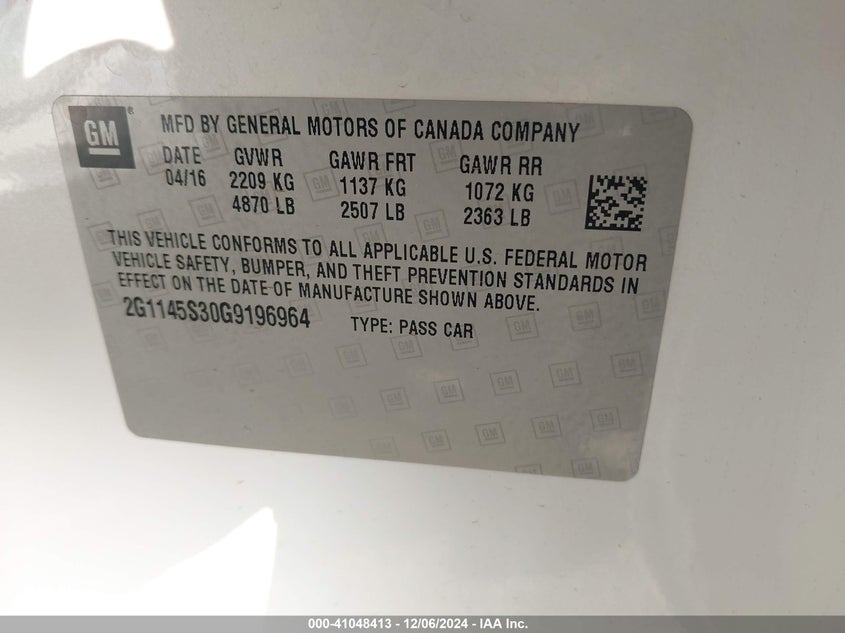 GM
MFD BY GENERAL MOTORS OF CANADA COMPANY
DATE GVWR GAWR FRT GAWR RR
04/16 2209 KG 1137 KG 1072 KG
4870 LB 2507 LB 2363 LB
THIS VEHICLE CONFORMS TO ALL APPLICABLE U.S. FEDERAL MOTOR
VEHICLE SAFETY, BUMPER, AND THEFT PREVENTION STANDARDS IN
EFFECT ON THE DATE OF MANUFACTURE SHOWN ABOVE.
2G1145S30G9196964 TYPE: PASS CAR
000-41048413 - 12/06/2024 - IAA Inc.